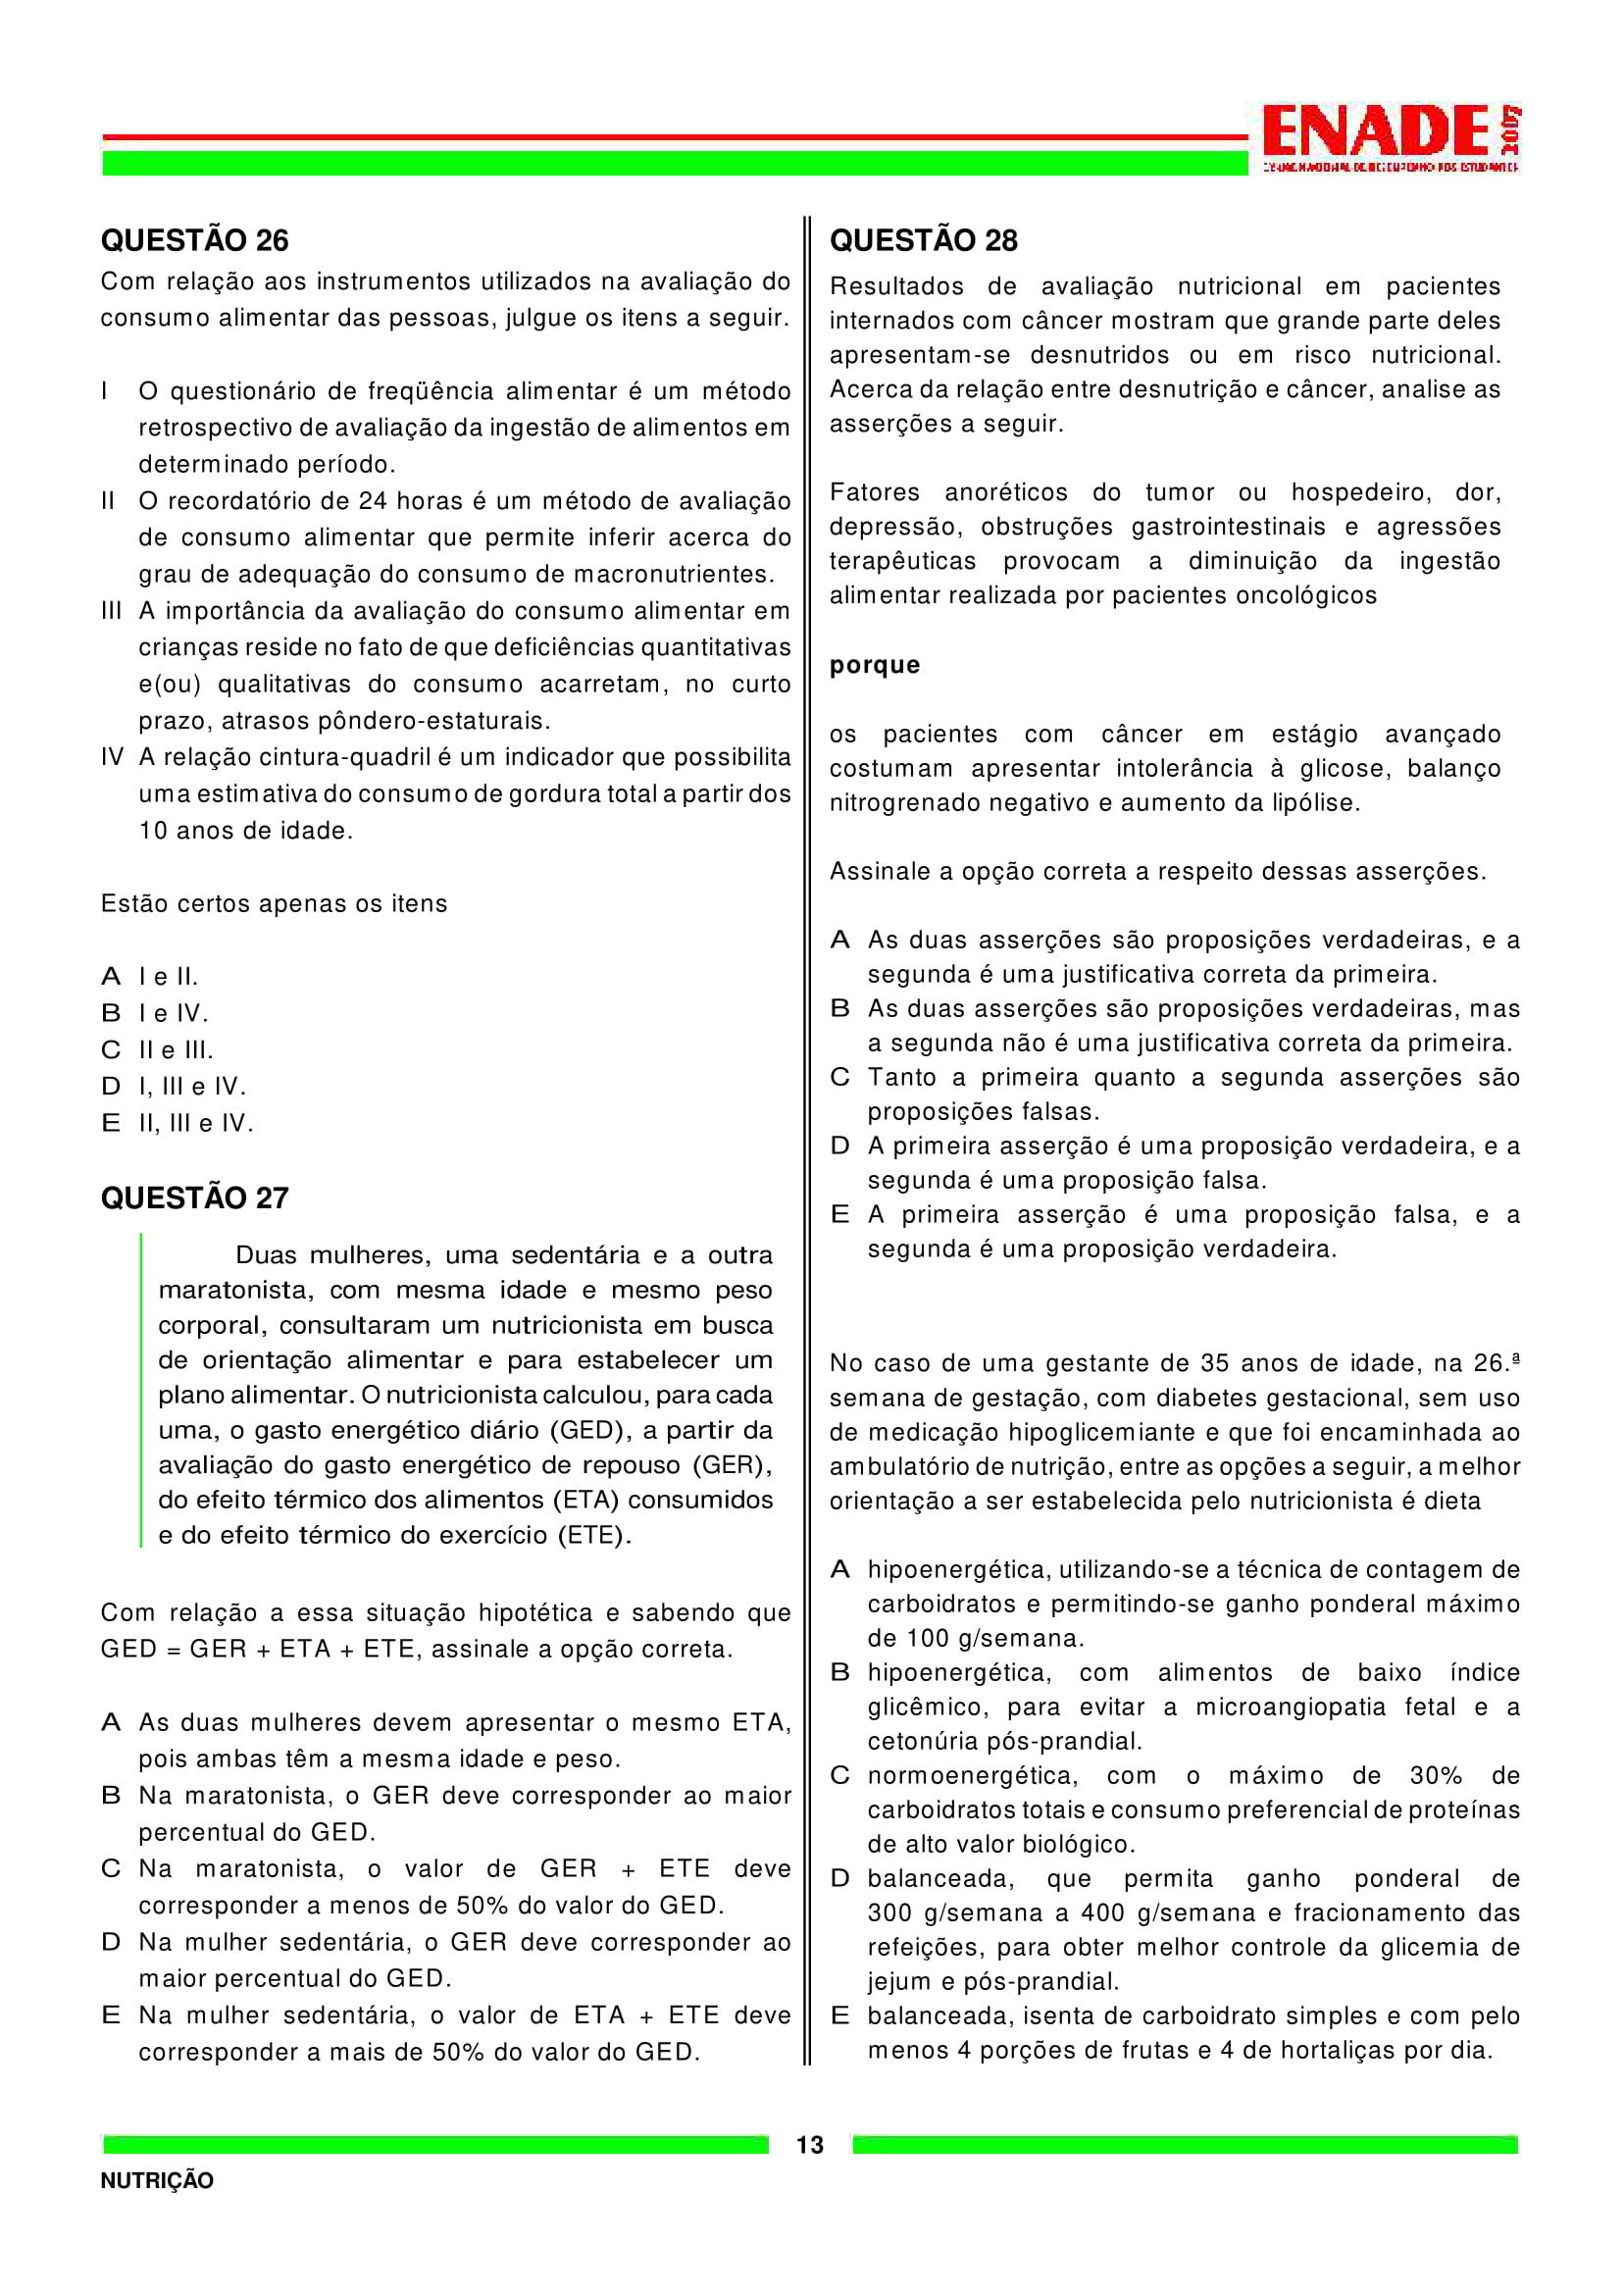 ENADE
QUESTÃO 26
Com relação aos instrumentos utilizados na avaliação do
consumo alimentar das pessoas, julgue os itens a seguir.
I O questionário de freqüência alimentar é um método
retrospectivo de avaliação da ingestão de alimentos em
determinado período.
II O recordatório de 24 horas é um método de avaliação
de consumo alimentar que permite inferir acerca do
grau de adequação do consumo de macronutrientes.
III A importância da avaliação do consumo alimentar em
crianças reside no fato de que deficiências quantitativas
e(ou) qualitativas do consumo acarretam, no curto
prazo, atrasos pôndero-estaturais.
IV A relação cintura-quadril é um indicador que possibilita
uma estimativa do consumo de gordura total a partir dos
10 anos de idade.
Estão certos apenas os itens
A I e II.
B I e IV.
C II e III.
D I, III e IV.
E II, III e IV.
QUESTÃO 27
Duas mulheres, uma sedentária e a outra
maratonista, com mesma idade e mesmo peso
corporal, consultaram um nutricionista em busca
de orientação alimentar e para estabelecer um
plano alimentar. O nutricionista calculou, para cada
uma, o gasto energético diário (GED), a partir da
avaliação do gasto energético de repouso (GER),
do efeito térmico dos alimentos (ETA) consumidos
e do efeito térmico do exercício (ETE).
Com relação a essa situação hipotética e sabendo que
GED = GER + ETA + ETE, assinale a opção correta.
A As duas mulheres devem apresentar o mesmo ETA,
pois ambas têm a mesma idade e peso.
B Na maratonista, o GER deve corresponder ao maior
percentual do GED.
C Na maratonista, o valor de GER + ETE deve
corresponder a menos de 50% do valor do GED.
D Na mulher sedentária, o GER deve corresponder ao
maior percentual do GED.
E Na mulher sedentária, o valor de ETA + ETE deve
corresponder a mais de 50% do valor do GED.
QUESTÃO 28
Resultados de avaliação nutricional em pacientes
internados com câncer mostram que grande parte deles
apresentam-se desnutridos ou em risco nutricional.
Acerca da relação entre desnutrição e câncer, analise as
asserções a seguir.
Fatores anoréticos do tumor ou hospedeiro, dor,
depressão, obstruções gastrointestinais e agressões
terapêuticas provocam a diminuição da ingestão
alimentar realizada por pacientes oncológicos
porque
os pacientes com câncer em estágio avançado
costumam apresentar intolerância à glicose, balanço
nitrogrenado negativo e aumento da lipólise.
Assinale a opção correta a respeito dessas asserções.
A As duas asserções são proposições verdadeiras, e a
segunda é uma justificativa correta da primeira.
B As duas asserções são proposições verdadeiras, mas
a segunda não é uma justificativa correta da primeira.
C Tanto a primeira quanto a segunda asserções são
proposições falsas.
D A primeira asserção é uma proposição verdadeira, e a
segunda é uma proposição falsa.
E A primeira asserção é uma proposição falsa, e a
segunda é uma proposição verdadeira.
No caso de uma gestante de 35 anos de idade, na 26.ª
semana de gestação, com diabetes gestacional, sem uso
de medicação hipoglicemiante e que foi encaminhada ao
ambulatório de nutrição, entre as opções a seguir, a melhor
orientação a ser estabelecida pelo nutricionista é dieta
A hipoenergética, utilizando-se a técnica de contagem de
carboidratos e permitindo-se ganho ponderal máximo
de 100 g/semana.
B hipoenergética, com alimentos de baixo índice
glicêmico, para evitar a microangiopatia fetal e a
cetonúria pós-prandial.
C normoenergética, com o máximo de 30% de
carboidratos totais e consumo preferencial de proteínas
de alto valor biológico.
D balanceada, que permita ganho ponderal de
300 g/semana a 400 g/semana e fracionamento das
refeições, para obter melhor controle da glicemia de
jejum e pós-prandial.
E balanceada, isenta de carboidrato simples e com pelo
menos 4 porções de frutas e 4 de hortaliças por dia.
13
NUTRIÇÃO